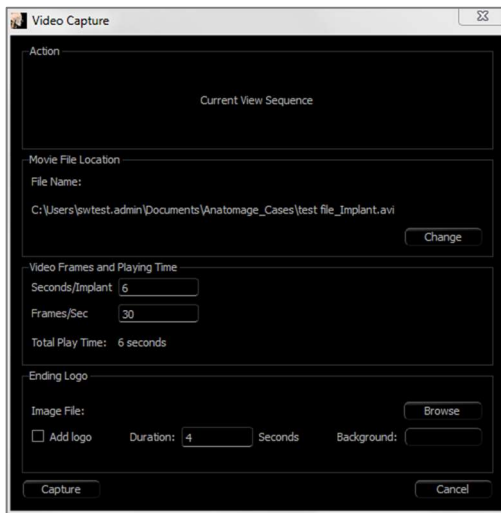 Video Capture
Action
Current View Sequence
Movie File Location
File Name:
C:\Users\swtest.admin\Documents\Anatomage_Cases\test file_Implant.avi
Change
Video Frames and Playing Time
Seconds/Implant 6
Frames/Sec 30
Total Play Time: 6 seconds
Ending Logo
Image File: Browse
Add logo Duration: 4 Seconds Background:
Capture Cancel